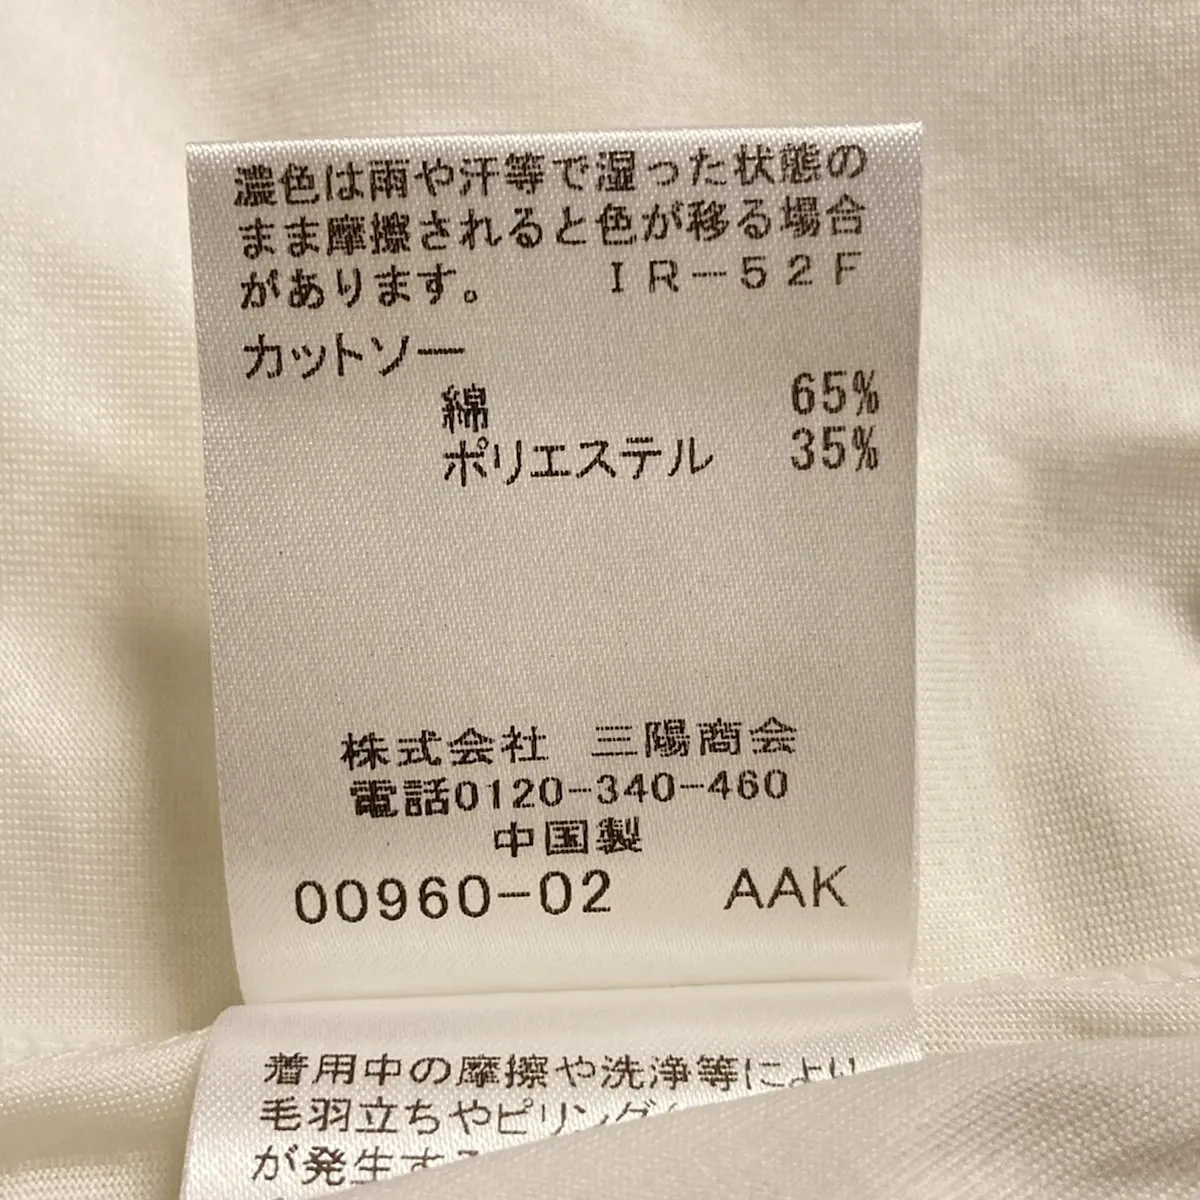 濃色は雨や汗等で湿った状態の
まま摩擦されると色が移る場合
があります。 IR-52F
カットソー
綿 65%
ポリエステル 35%
株式会社 三陽商会
電話0120-340-460
中国製
00960-02 AAK
着用中の摩擦や洗浄等により
毛羽立ちやピリング
が発生する